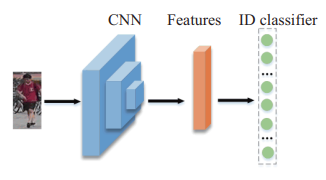 CNN Features ID classifier